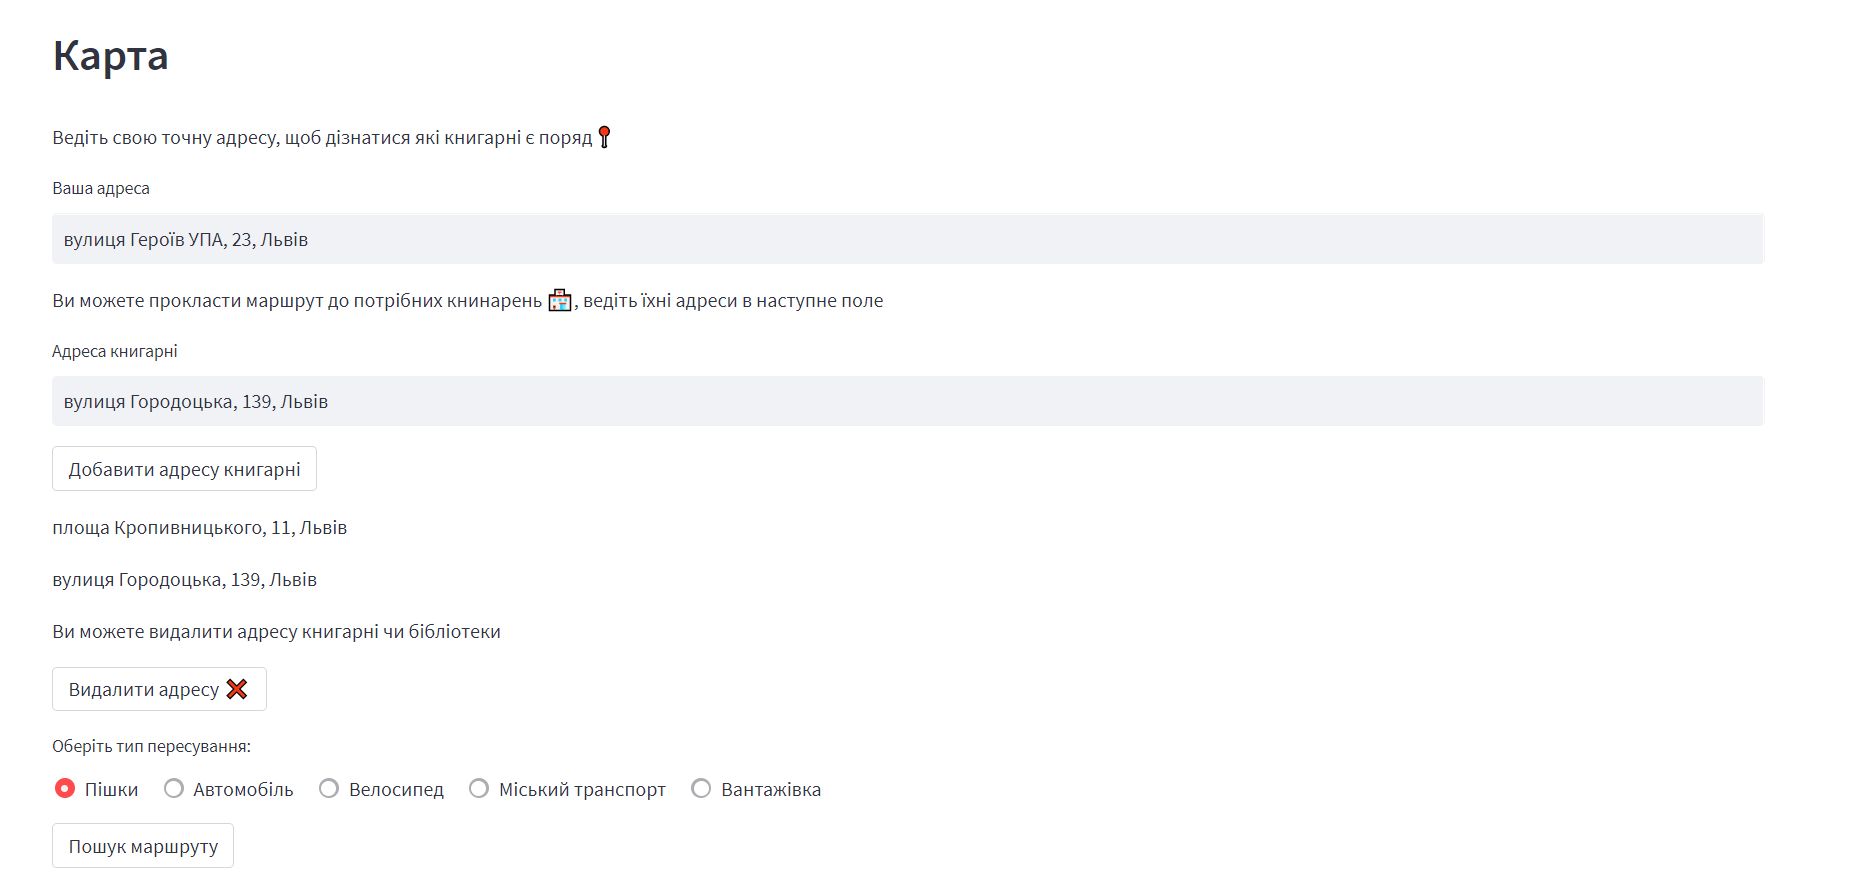 Карта
Ведіть свою точну адресу, щоб дізнатися які книгарні є поряд
Ваша адреса
вулиця Героїв УПА, 23, Львів
Ви можете прокласти маршрут до потрібних книнарень , ведіть їхні адреси в наступне поле
Адреса книгарні
вулиця Городоцька, 139, Львів
Добавити адресу книгарні
площа Кропивницького, 11, Львів
вулиця Городоцька, 139, Львів
Ви можете видалити адресу книгарні чи бібліотеки
Видалити адресу
Оберіть тип пересування:
Пішки Автомобіль Велосипед Міський транспорт Вантажівка
Пошук маршруту